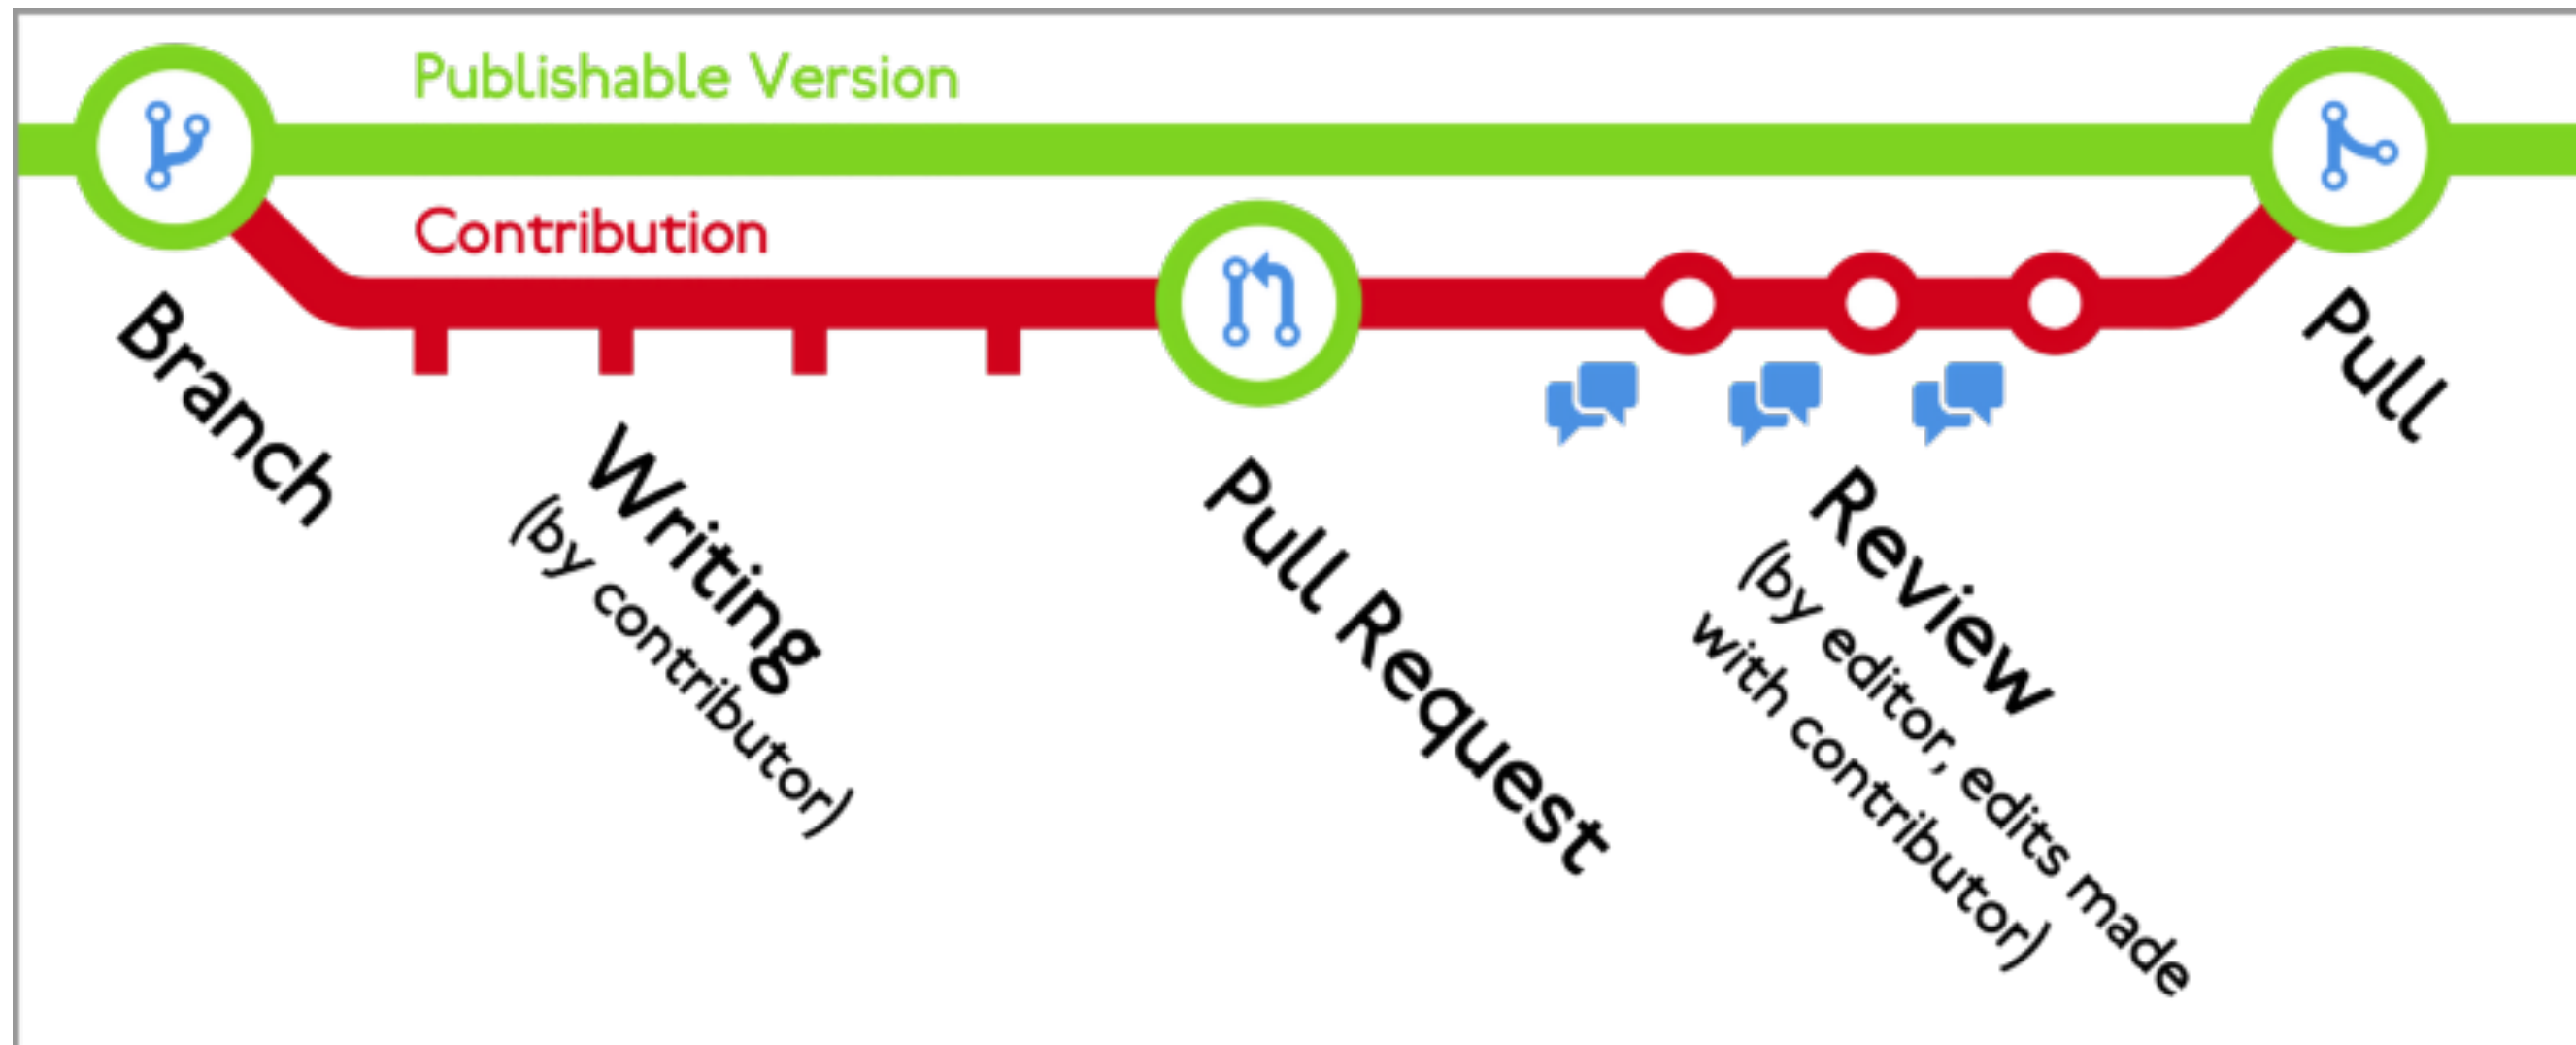 Publishable Version
Contribution
Branch
Writing
(by contributor)
Pull Request
Review
(by editor, edits made
with contributor)
Pull